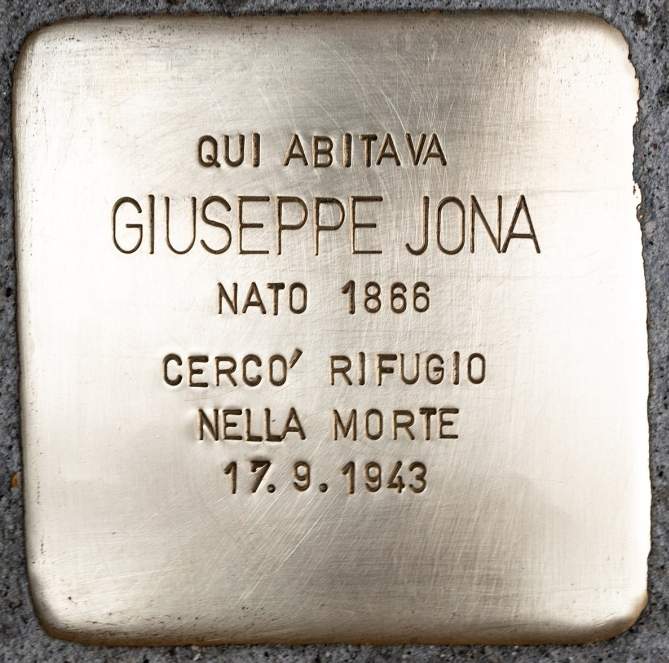 QUI ABITAVA
GIUSEPPE JONA
NATO 1866
CERCO' RIFUGIO
NELLA MORTE
17.9.1943